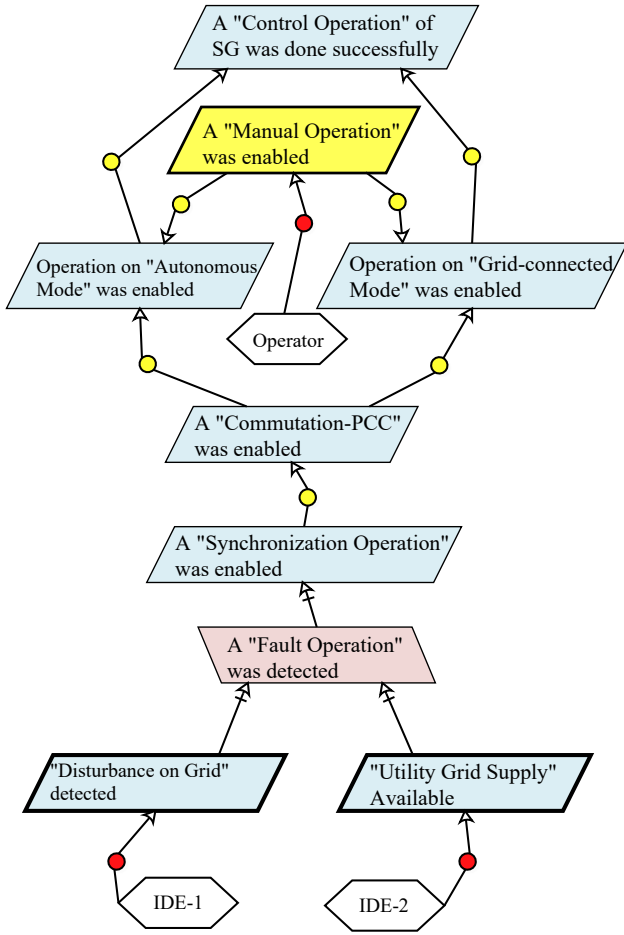 A "Control Operation" of
SG was done successfully
A "Manual Operation"
was enabled
Operation on "Autonomous
Mode" was enabled
Operation on "Grid-connected
Mode" was enabled
Operator
A "Commutation-PCC"
was enabled
A "Synchronization Operation"
was enabled
A "Fault Operation"
was detected
"Disturbance on Grid"
detected
"Utility Grid Supply"
Available
IDE-1
IDE-2